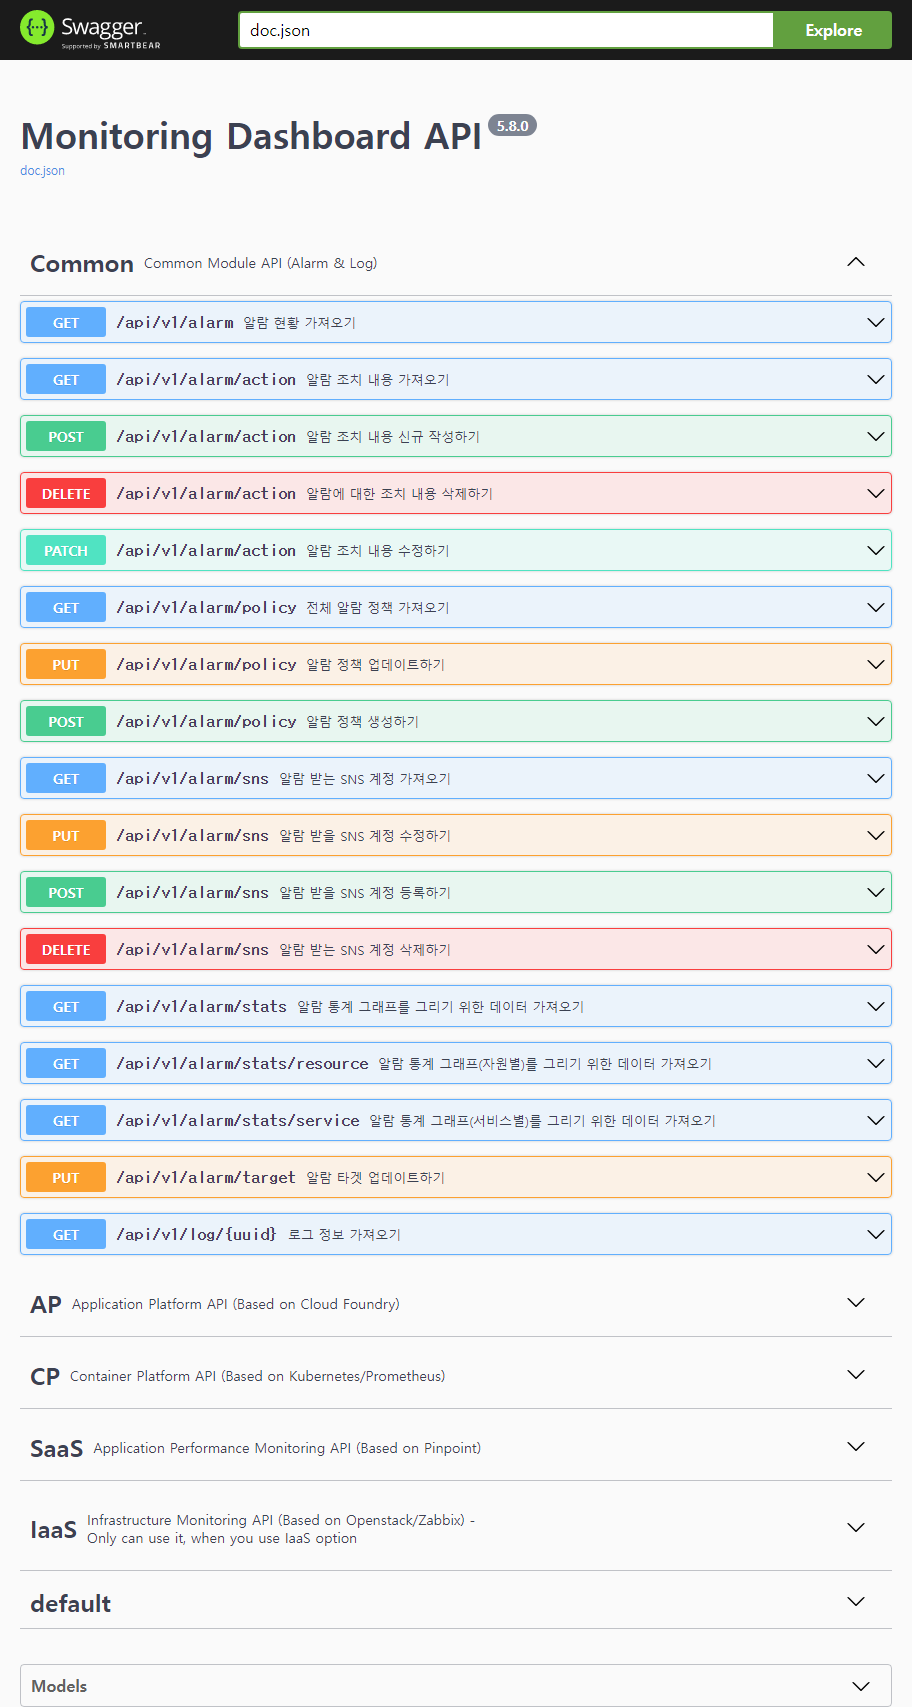 Swagger
Supported by SMARTBEAR
doc.json
Explore
Monitoring Dashboard API 5.8.0
doc.json
Common Common Module API (Alarm & Log)
GET /api/v1/alarm 알람 현황 가져오기
GET /api/v1/alarm/action 알람 조치 내용 가져오기
POST /api/v1/alarm/action 알람 조치 내용 신규 작성하기
DELETE /api/v1/alarm/action 알람에 대한 조치 내용 삭제하기
PATCH /api/v1/alarm/action 알람 조치 내용 수정하기
GET /api/v1/alarm/policy 전체 알람 정책 가져오기
PUT /api/v1/alarm/policy 알람 정책 업데이트하기
POST /api/v1/alarm/policy 알람 정책 생성하기
GET /api/v1/alarm/sns 알람 받는 SNS 계정 가져오기
PUT /api/v1/alarm/sns 알람 받을 SNS 계정 수정하기
POST /api/v1/alarm/sns 알람 받을 SNS 계정 등록하기
DELETE /api/v1/alarm/sns 알람 받는 SNS 계정 삭제하기
GET /api/v1/alarm/stats 알람 통계 그래프를 그리기 위한 데이터 가져오기
GET /api/v1/alarm/stats/resource 알람 통계 그래프(자원별)를 그리기 위한 데이터 가져오기
GET /api/v1/alarm/stats/service 알람 통계 그래프(서비스별)를 그리기 위한 데이터 가져오기
PUT /api/v1/alarm/target 알람 타겟 업데이트하기
GET /api/v1/log/{uuid} 로그 정보 가져오기
AP Application Platform API (Based on Cloud Foundry)
CP Container Platform API (Based on Kubernetes/Prometheus)
SaaS Application Performance Monitoring API (Based on Pinpoint)
IaaS Infrastructure Monitoring API (Based on Openstack/Zabbix) -
Only can use it, when you use IaaS option
default
Models